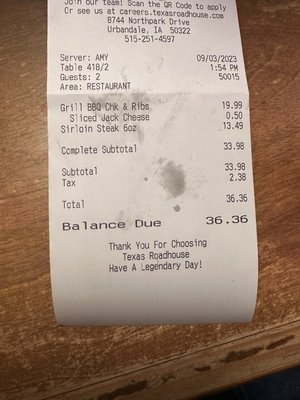 Join our team! Scan the QR Code to apply
Or see us at careers.texasroadhouse.com
8744 Northpark Drive
Urbandale, IA 50322
515-251-4597
Server: AMY 09/03/2023
Table 418/2 1:54 PM
Guests: 2 50015
Area: RESTAURANT
Grill BBQ Chk & Ribs 19.99
Sliced Jack Cheese 0.50
Sirloin Steak 6oz 13.49
Complete Subtotal 33.98
Subtotal 33.98
Tax 2.38
Total 36.36
Balance Due 36.36
Thank You For Choosing
Texas Roadhouse
Have A Legendary Day!